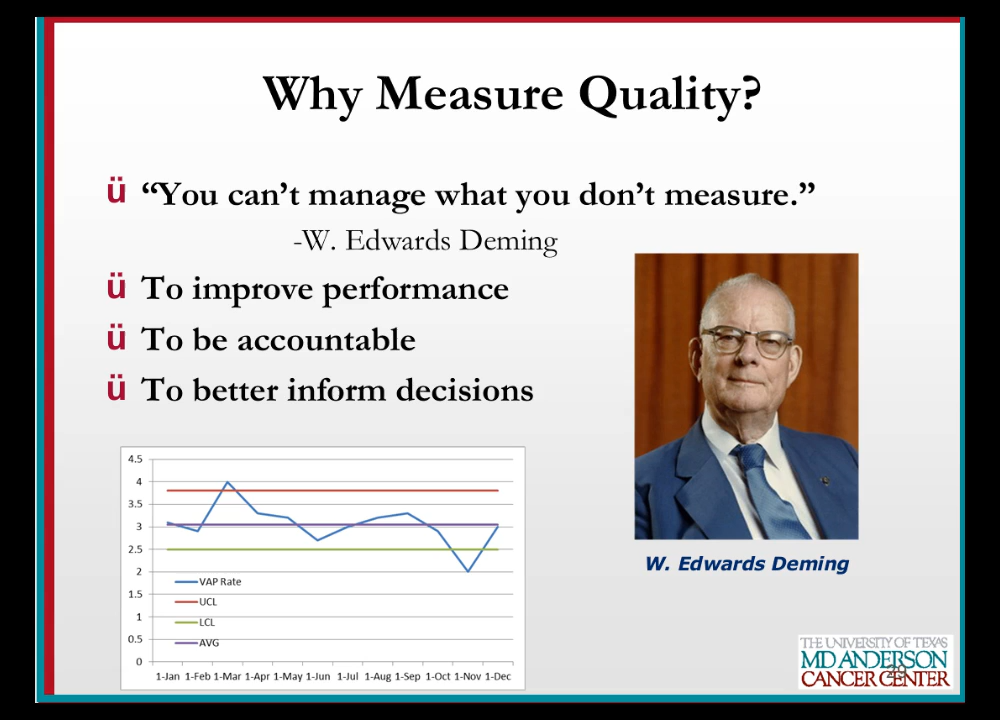 Why Measure Quality?
ü “You can’t manage what you don’t measure.”
-W. Edwards Deming
ü To improve performance
ü To be accountable
ü To better inform decisions
4.5
4
3.5
3
2.5
2
1.5
1
0.5
0
VAP Rate
UCL
LCL
AVG
1-Jan 1-Feb 1-Mar 1-Apr 1-May 1-Jun 1-Jul 1-Aug 1-Sep 1-Oct 1-Nov 1-Dec
W. Edwards Deming
THE UNIVERSITY OF TEXAS
MD ANDERSON
CANCER CENTER
29